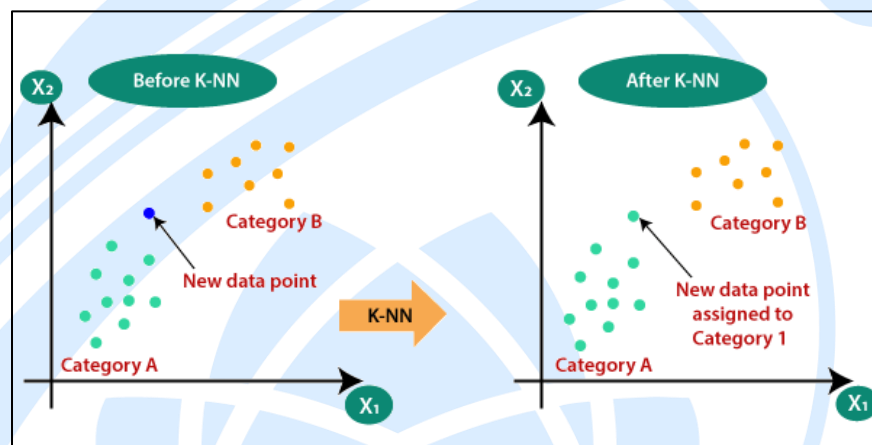 X₂
Before K-NN
Category B
New data point
Category A
X₁
K-NN
X₂
After K-NN
Category B
New data point
assigned to
Category 1
Category A
X₁